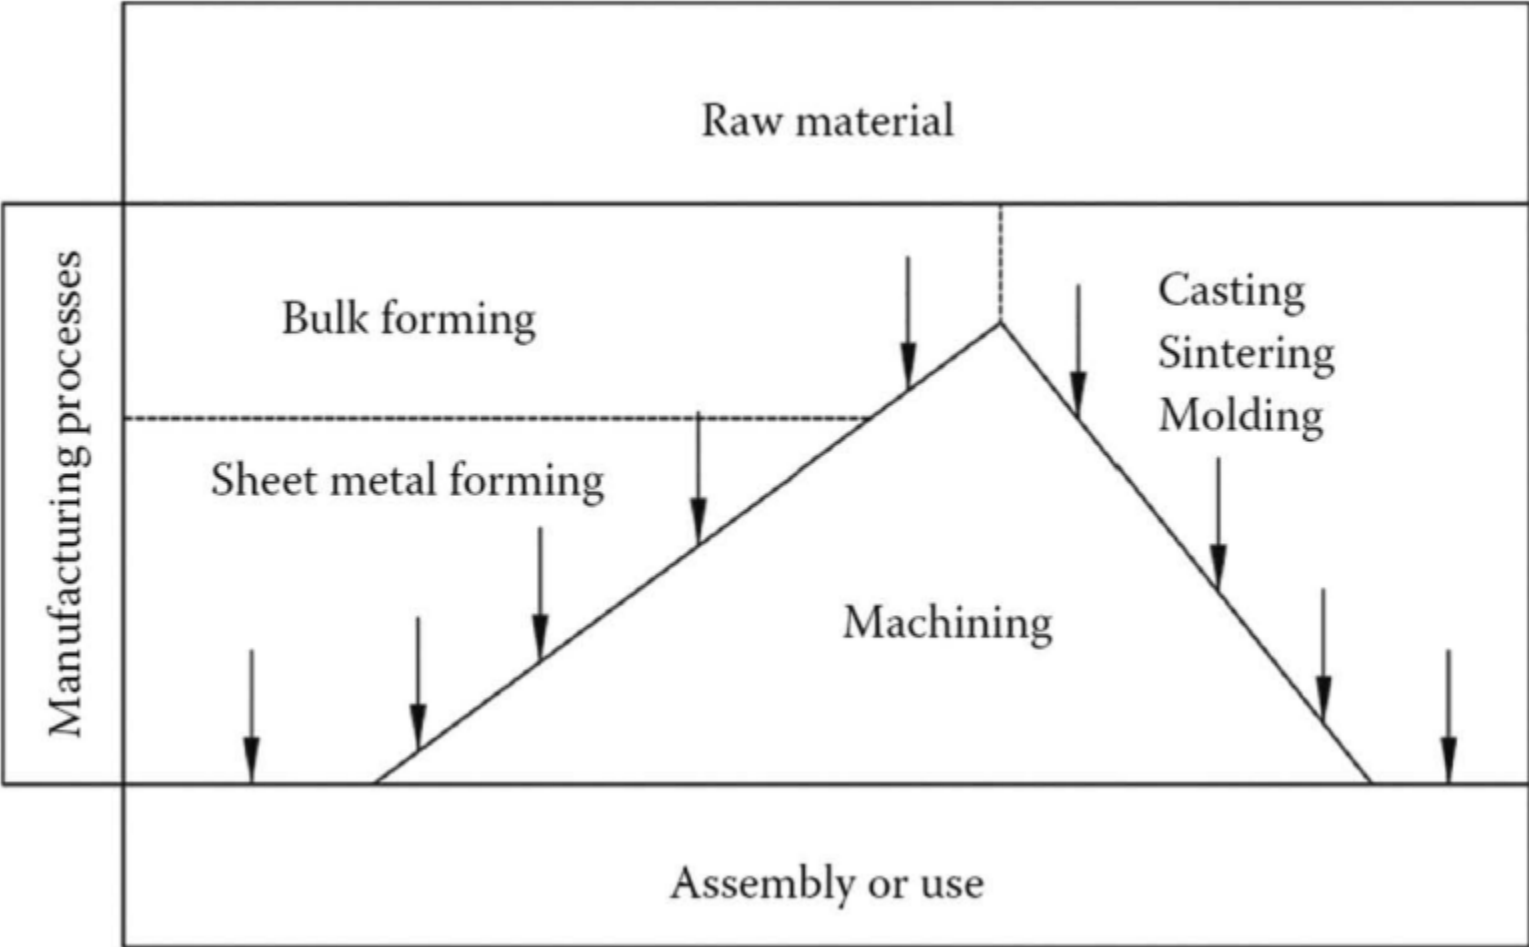 Raw material
Manufacturing processes
Bulk forming
Casting
Sintering
Molding
Sheet metal forming
Machining
Assembly or use